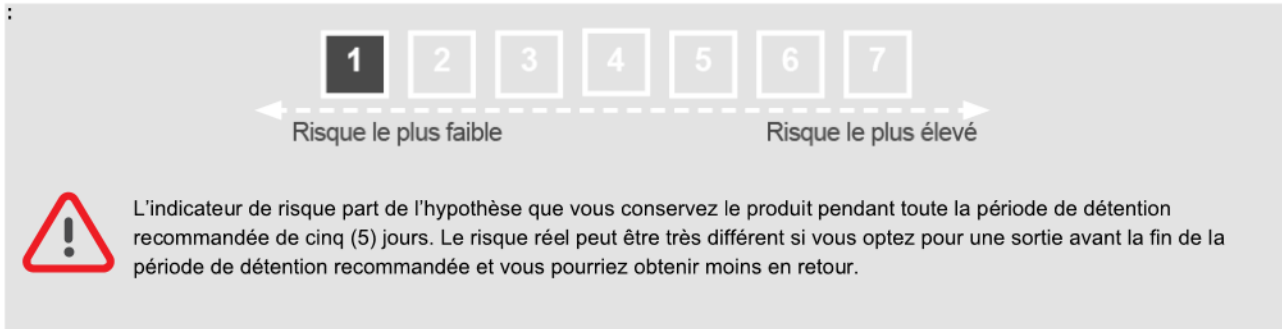 :
1 2 3 4 5 6 7
Risque le plus faible Risque le plus élevé
L'indicateur de risque part de l'hypothèse que vous conservez le produit pendant toute la période de détention
recommandée de cinq (5) jours. Le risque réel peut être très différent si vous optez pour une sortie avant la fin de la
période de détention recommandée et vous pourriez obtenir moins en retour.